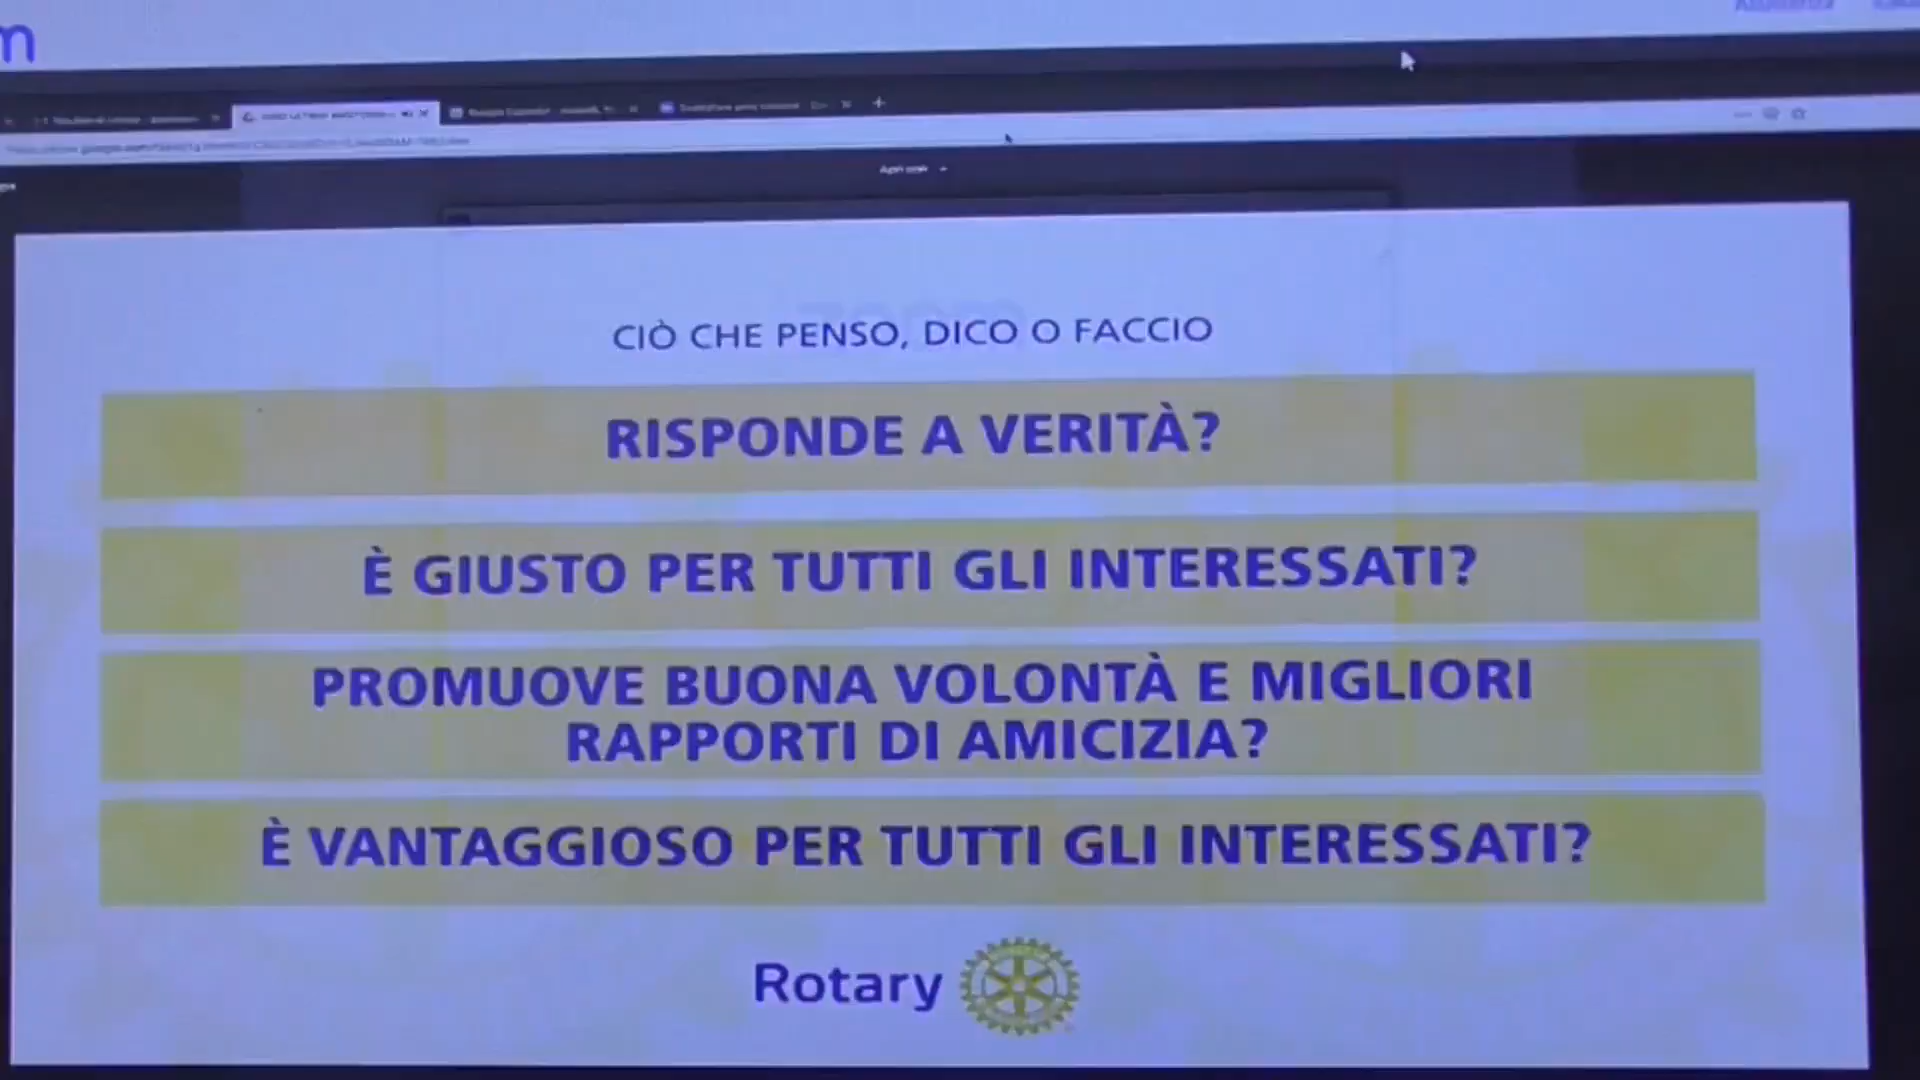 m
CIÒ CHE PENSO, DICO O FACCIO
RISPONDE A VERITÀ?
È GIUSTO PER TUTTI GLI INTERESSATI?
PROMUOVE BUONA VOLONTÀ E MIGLIORI
RAPPORTI DI AMICIZIA?
È VANTAGGIOSO PER TUTTI GLI INTERESSATI?
Rotary